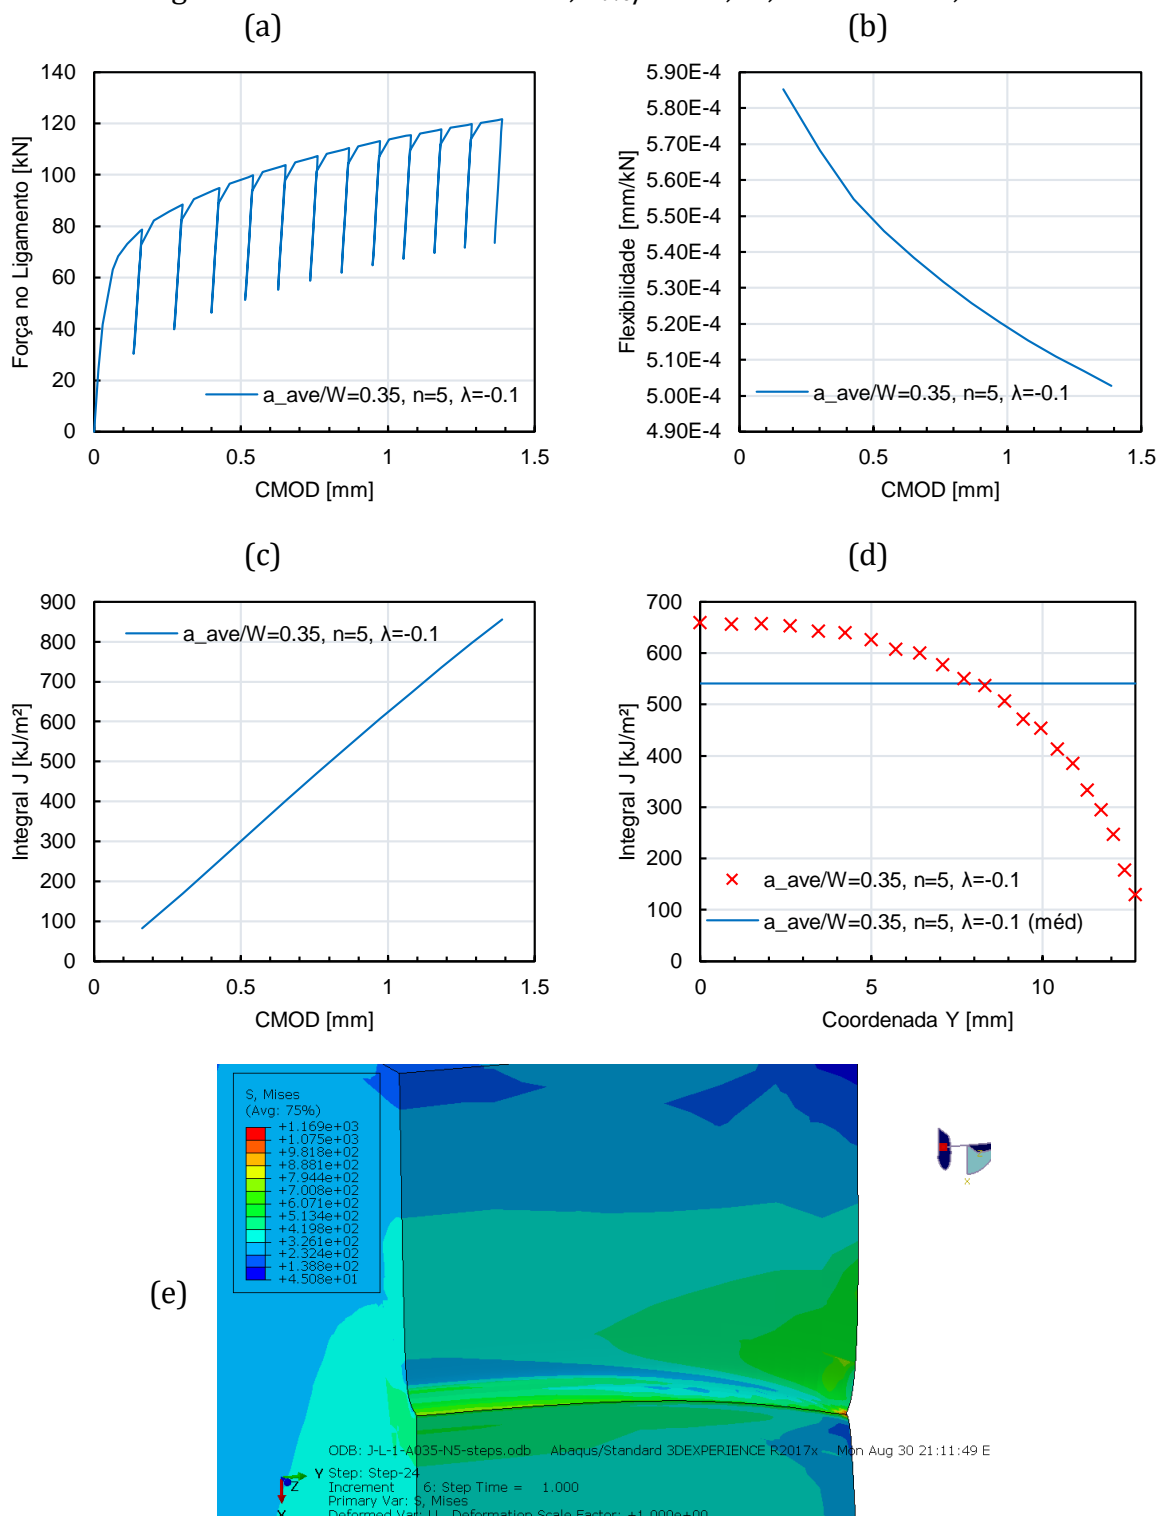 (a)
(b)
140
120
100
80
60
40
20
0
0
0.5
1
1.5
Força no Ligamento [kN]
CMOD [mm]
a_ave/W=0.35, n=5, λ=-0.1
5.90E-4
5.80E-4
5.70E-4
5.60E-4
5.50E-4
5.40E-4
5.30E-4
5.20E-4
5.10E-4
5.00E-4
4.90E-4
0
0.5
1
1.5
Flexibilidade [mm/kN]
CMOD [mm]
a_ave/W=0.35, n=5, λ=-0.1
(c)
(d)
900
800
700
600
500
400
300
200
100
0
0
0.5
1
1.5
Integral J [kJ/m²]
CMOD [mm]
a_ave/W=0.35, n=5, λ=-0.1
700
600
500
400
300
200
100
0
0
5
10
Integral J [kJ/m²]
Coordenada Y [mm]
a_ave/W=0.35, n=5, λ=-0.1
a_ave/W=0.35, n=5, λ=-0.1 (méd)
(e)
S, Mises
(Avg: 75%)
+1.169e+03
+1.075e+03
+9.818e+02
+8.881e+02
+7.944e+02
+7.008e+02
+6.071e+02
+5.134e+02
+4.198e+02
+3.261e+02
+2.324e+02
+1.388e+02
+4.508e+01
ODB: J-L-1-A035-N5-steps.odb Abaqus/Standard 3DEXPERIENCE R2017x Mon Aug 30 21:11:49 E
Y
Z
X
Step: Step-24
Increment 6: Step Time = 1.000
Primary Var: S, Mises
Deformed Var: U Deformation Scale Factor: +1.000e+00